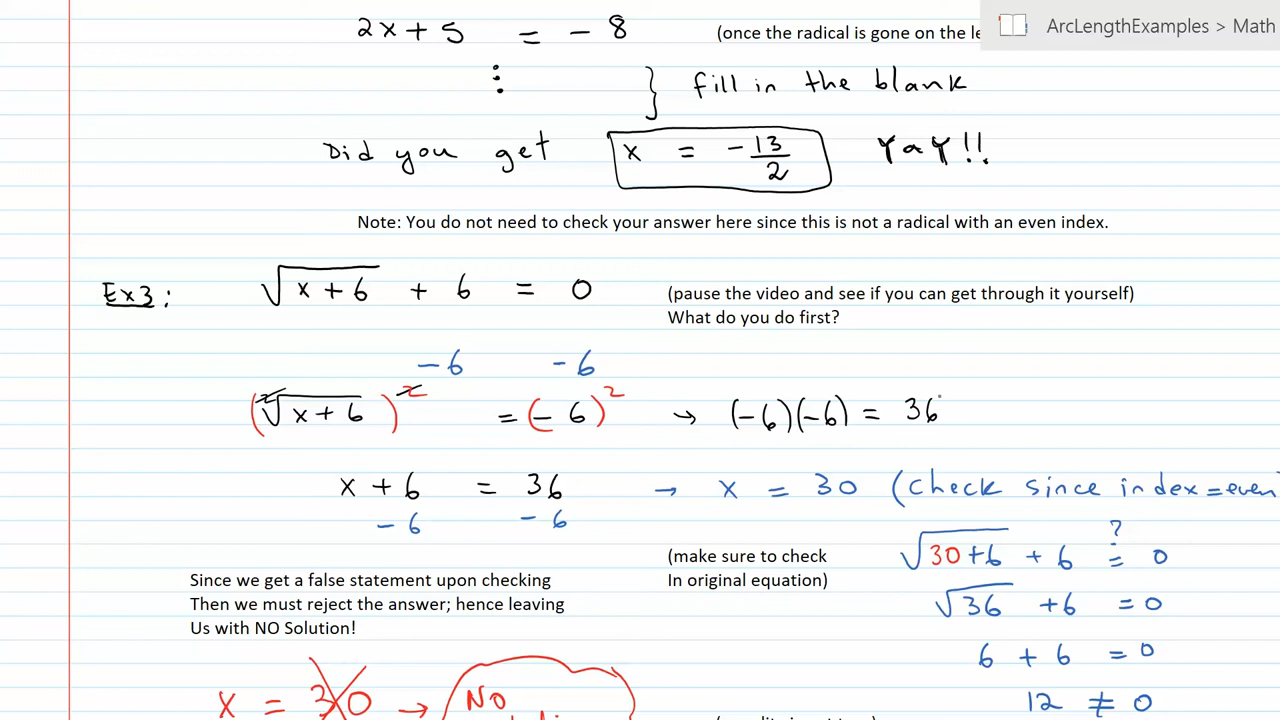 2x + 5 = - 8 (once the radical is gone on the le
ArcLengthExamples > Math
⋮ } fill in the blank
Did you get x = -13/2 YaY!!
Note: You do not need to check your answer here since this is not a radical with an even index.
Ex3: √(x + 6) + 6 = 0 (pause the video and see if you can get through it yourself)
What do you do first?
- 6 - 6
(²√(x + 6))² = (- 6)² → (-6)(-6) = 36
x + 6 = 36 → x = 30 (check since index = even
- 6 - 6
√(30+6) + 6 ?= 0
(make sure to check
In original equation)
√36 + 6 = 0
6 + 6 = 0
12 ≠ 0
Since we get a false statement upon checking
Then we must reject the answer; hence leaving
Us with NO Solution!
x = 30 → NO